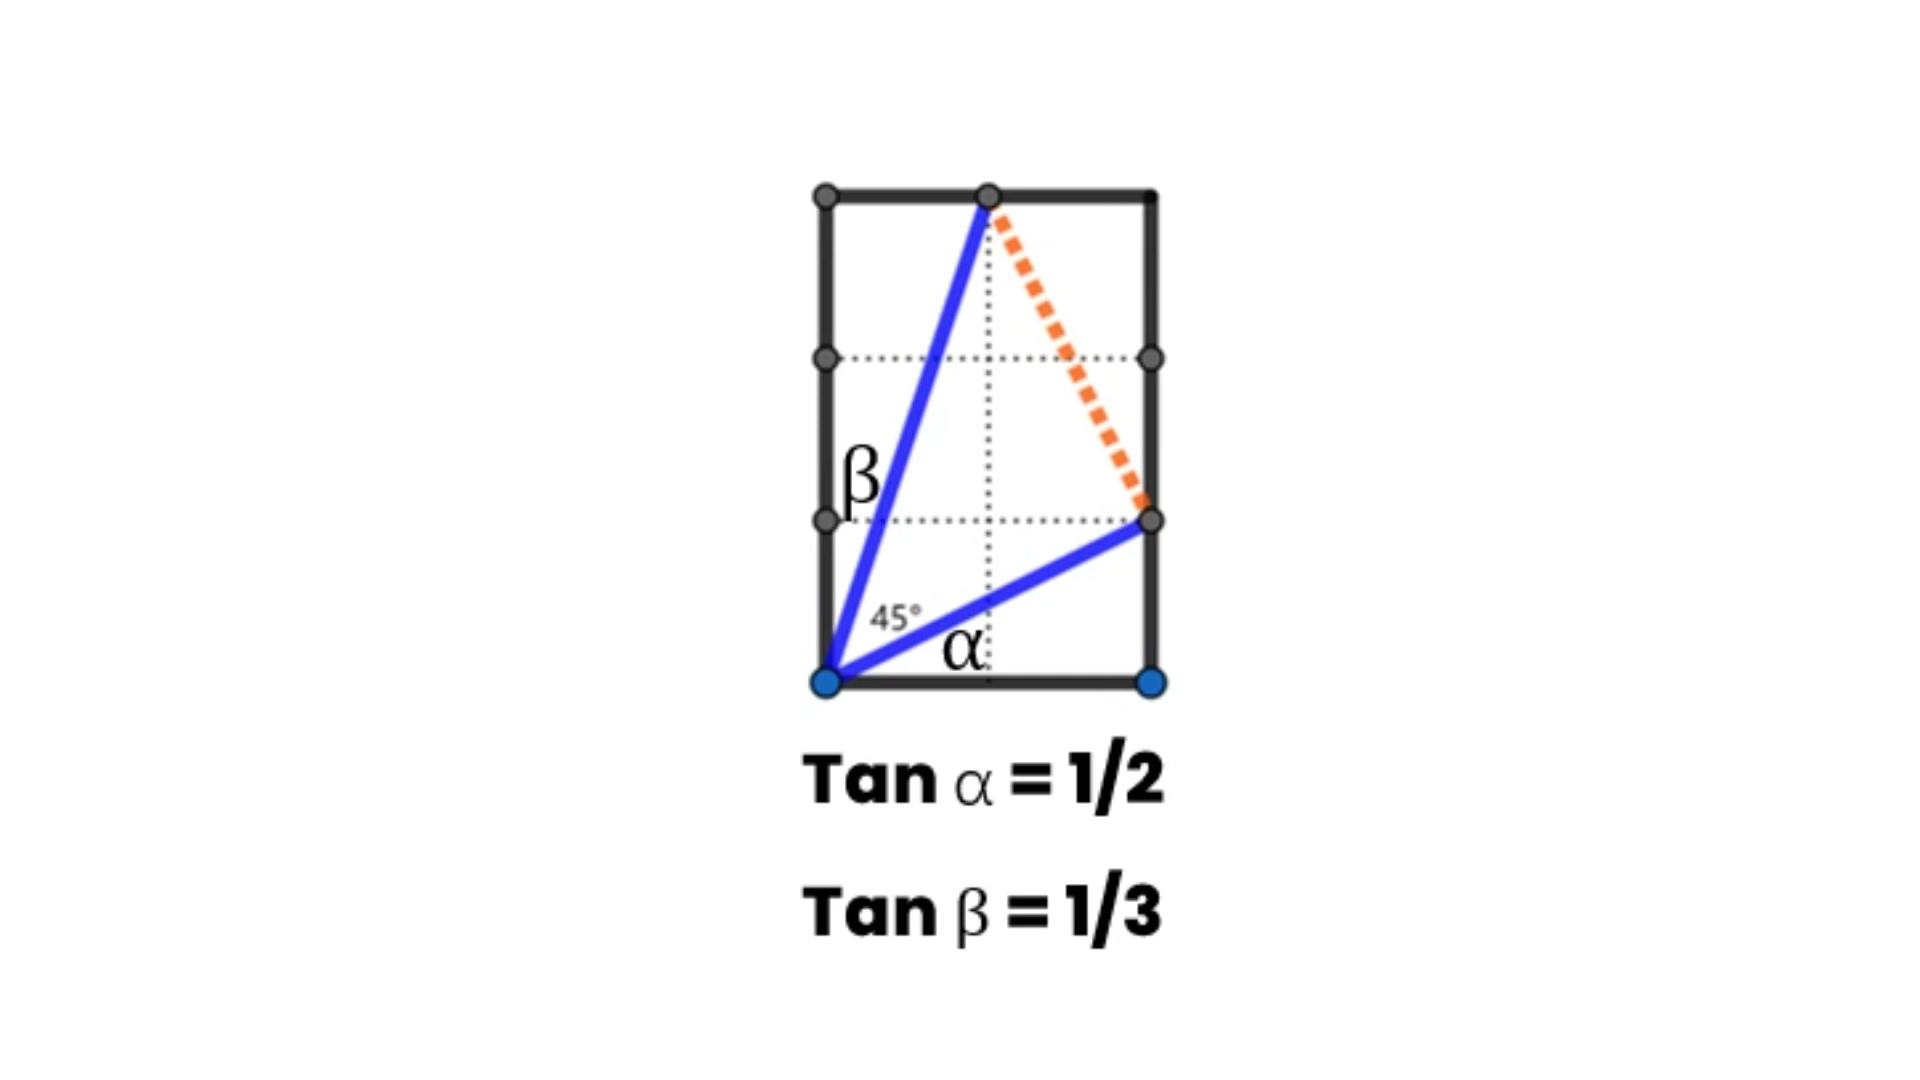 β
45°
α
Tan α = 1/2
Tan β = 1/3